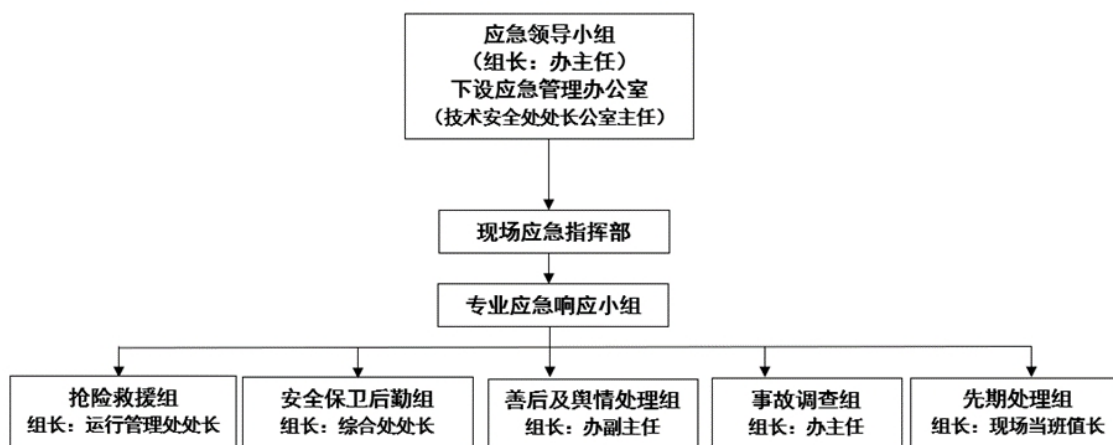 应急领导小组
（组长：办主任）
下设应急管理办公室
（技术安全处处长公室主任）
现场应急指挥部
专业应急响应小组
抢险救援组
组长：运行管理处处长
安全保卫后勤组
组长：综合处处长
善后及舆情处理组
组长：办副主任
事故调查组
组长：办主任
先期处理组
组长：现场当班值长